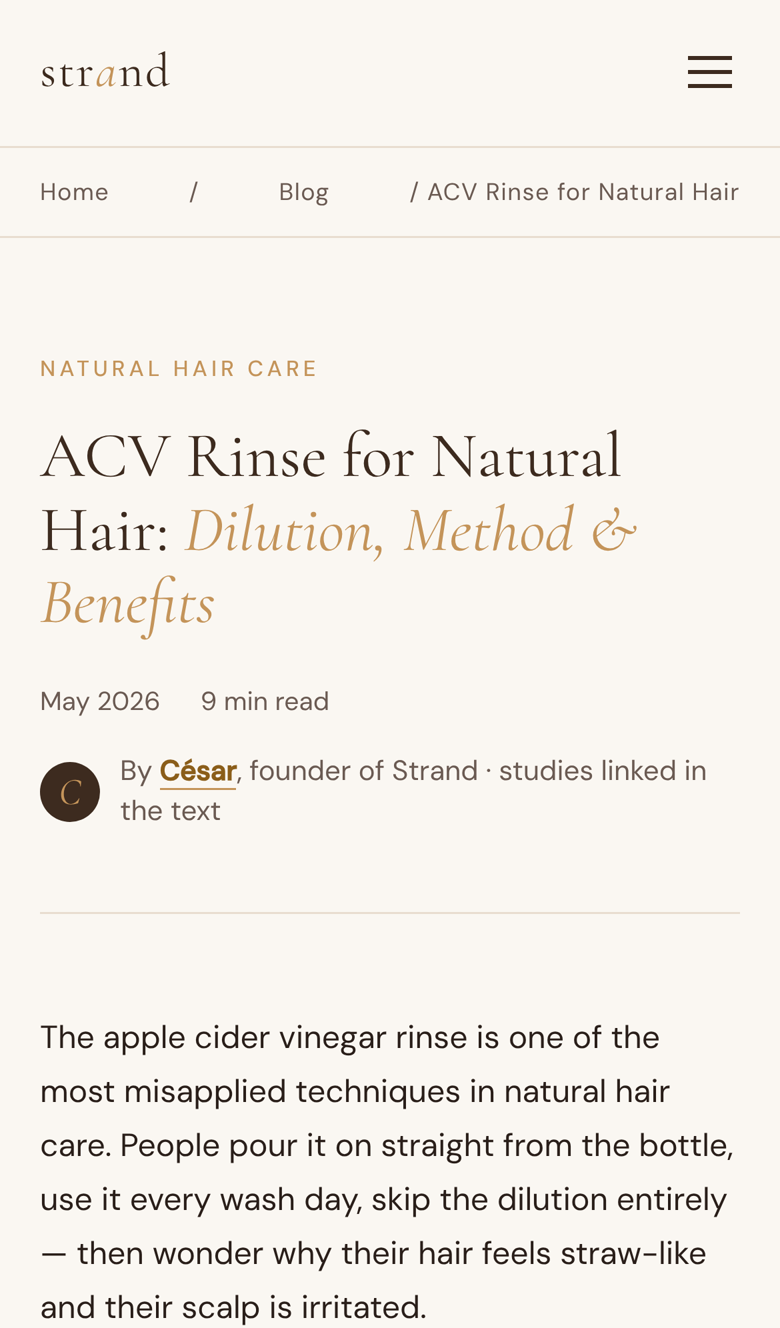 strand
Home / Blog / ACV Rinse for Natural Hair
NATURAL HAIR CARE
ACV Rinse for Natural
Hair: Dilution, Method &
Benefits
May 2026 9 min read
C
By César, founder of Strand · studies linked in
the text
The apple cider vinegar rinse is one of the
most misapplied techniques in natural hair
care. People pour it on straight from the bottle,
use it every wash day, skip the dilution entirely
— then wonder why their hair feels straw-like
and their scalp is irritated.